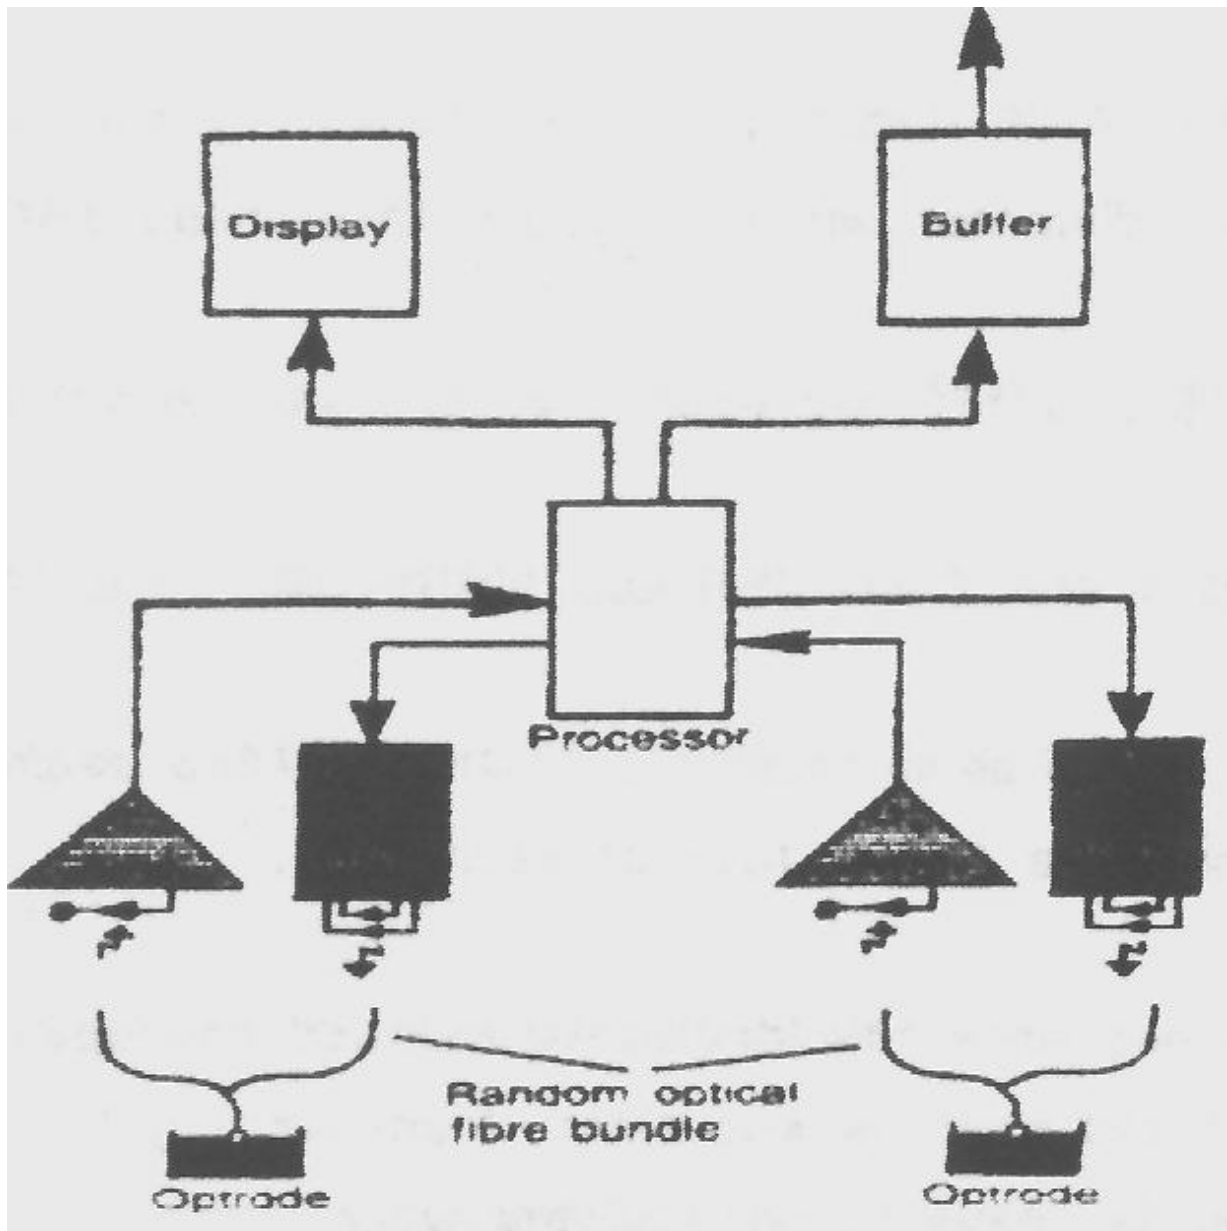 Display
Buffer
Processor
Random optical
fibre bundle
Optrode
Optrode